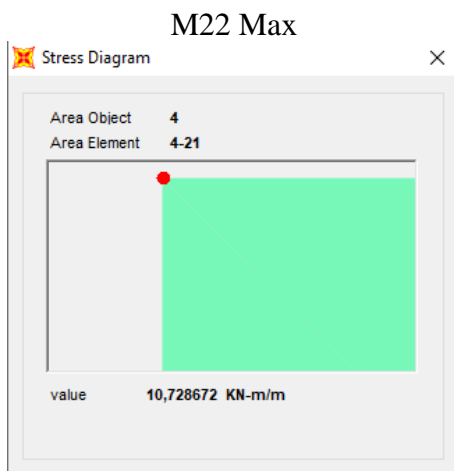 M22 Max
Stress Diagram
Area Object 4
Area Element 4-21
value 10,728672 KN-m/m